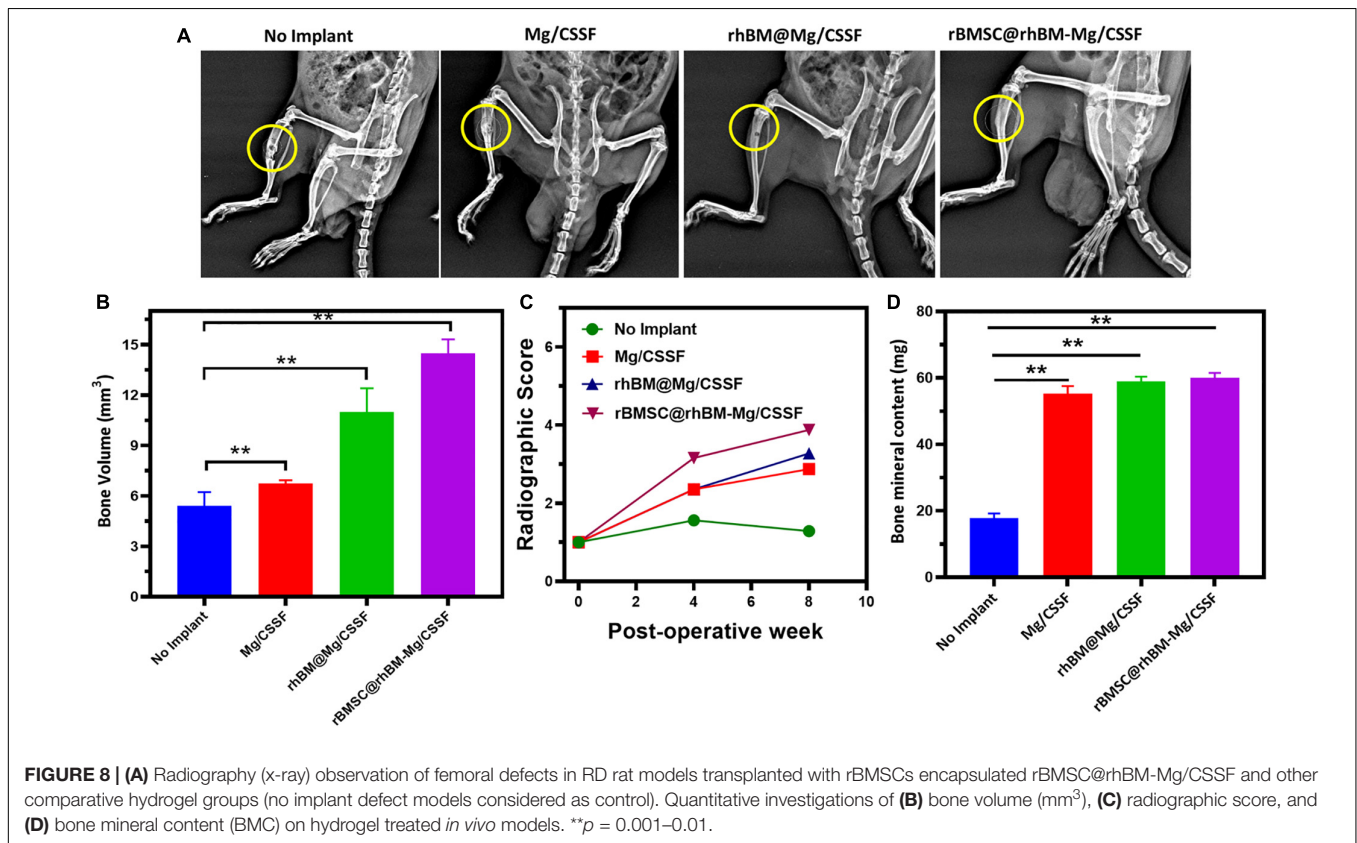 A
No Implant
Mg/CSSF
rhBM@Mg/CSSF
rBMSC@rhBM-Mg/CSSF
B
Bone Volume (mm³)
15
12
9
6
3
0
**
**
**
No Implant
Mg/CSSF
rhBM@Mg/CSSF
rBMSC@rhBM-Mg/CSSF
C
Radiographic Score
6
4
2
0
No Implant
Mg/CSSF
rhBM@Mg/CSSF
rBMSC@rhBM-Mg/CSSF
0 2 4 6 8 10
Post-operative week
D
Bone mineral content (mg)
80
60
40
20
0
**
**
**
No Implant
Mg/CSSF
rhBM@Mg/CSSF
rBMSC@rhBM-Mg/CSSF
FIGURE 8 | (A) Radiography (x-ray) observation of femoral defects in RD rat models transplanted with rBMSCs encapsulated rBMSC@rhBM-Mg/CSSF and other
comparative hydrogel groups (no implant defect models considered as control). Quantitative investigations of (B) bone volume (mm³), (C) radiographic score, and
(D) bone mineral content (BMC) on hydrogel treated in vivo models. **p = 0.001–0.01.